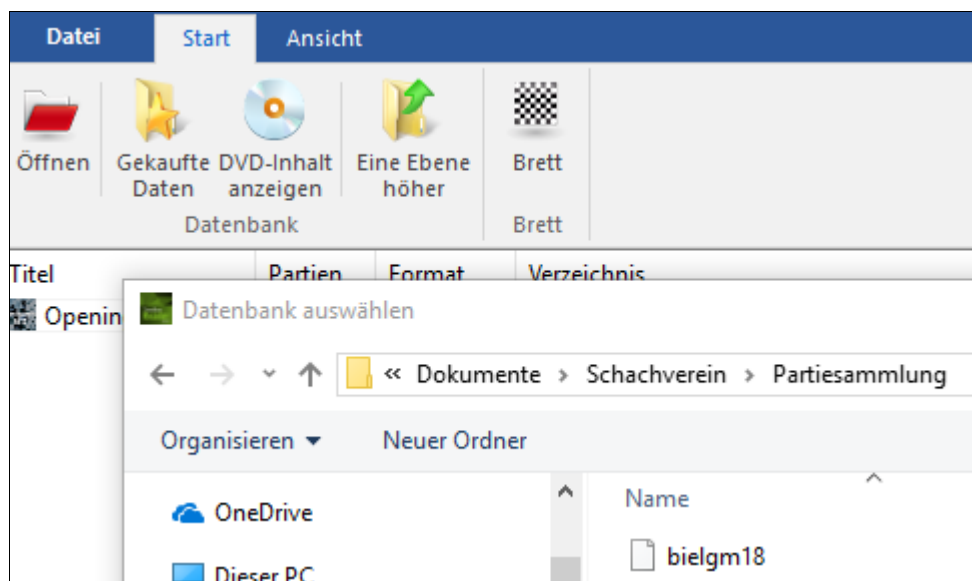 Datei Start Ansicht
Öffnen Gekaufte Daten DVD-Inhalt anzeigen Eine Ebene höher Brett
Datenbank Brett
Titel Partien Format Verzeichnis
Openin
Datenbank auswählen
« Dokumente > Schachverein > Partiesammlung
Organisieren Neuer Ordner
OneDrive Name
Dieser PC bielgm18